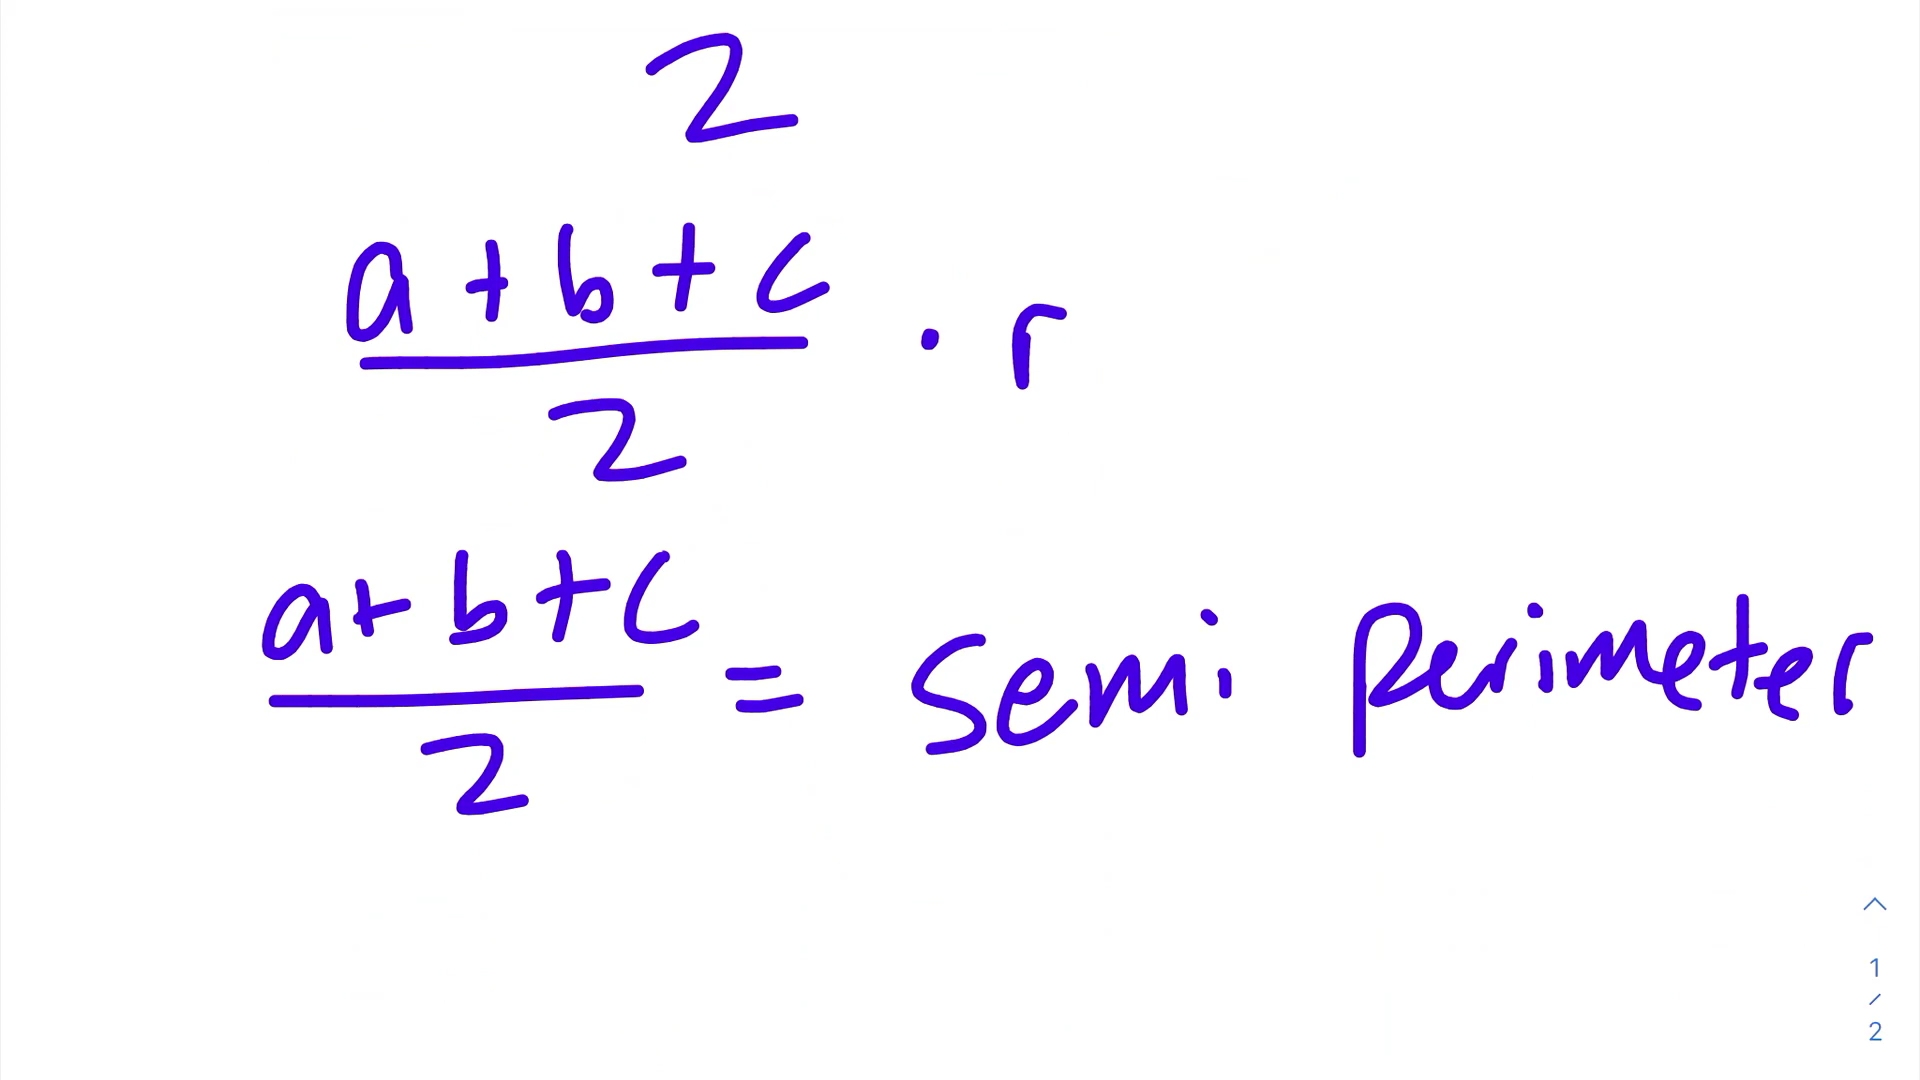 2
a + b + c
—————— · r
2
a + b + c
—————— = Semi Perimeter
2
1
/
2